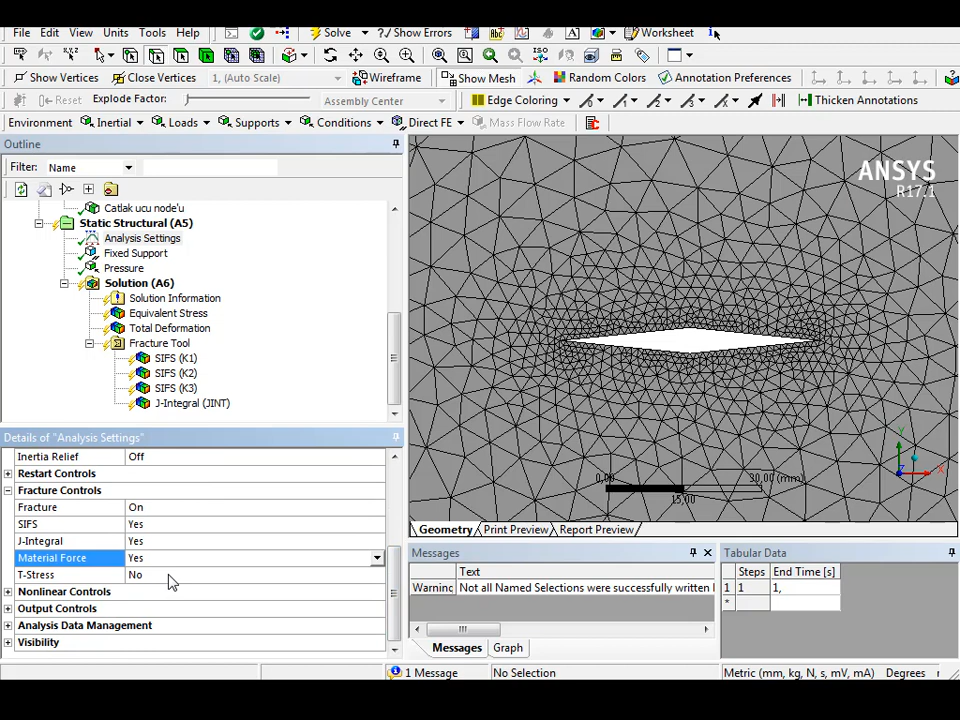 File Edit View Units Tools Help Solve Show Errors Worksheet
Show Vertices Close Vertices 1, (Auto Scale) Wireframe Show Mesh Random Colors Annotation Preferences
Reset Explode Factor: Assembly Center Edge Coloring Thicken Annotations
Environment Inertial Loads Supports Conditions Direct FE Mass Flow Rate
Outline
Filter: Name
Catlak ucu node'u
Static Structural (A5)
Analysis Settings
Fixed Support
Pressure
Solution (A6)
Solution Information
Equivalent Stress
Total Deformation
Fracture Tool
SIFS (K1)
SIFS (K2)
SIFS (K3)
J-Integral (JINT)
Details of "Analysis Settings"
Inertia Relief Off
Restart Controls
Fracture Controls
Fracture On
SIFS Yes
J-Integral Yes
Material Force Yes
T-Stress No
Nonlinear Controls
Output Controls
Analysis Data Management
Visibility
ANSYS
R17.1
Y
X
Z
0,00 30,00 (mm)
15,00
Geometry Print Preview Report Preview
Messages
Text
Warninc Not all Named Selections were successfully written
Messages Graph
Tabular Data
Steps End Time [s]
1 1 1,
*
1 Message No Selection Metric (mm, kg, N, s, mV, mA) Degrees